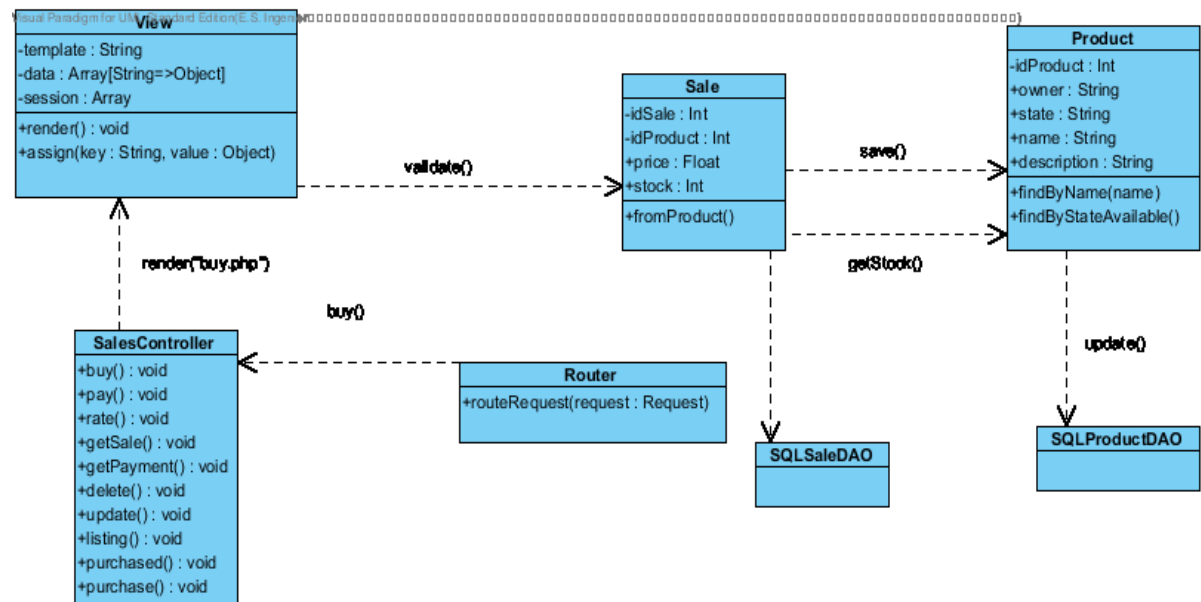 Visual Paradigm for UML Standard Edition(E.S. Ingen
View
-template : String
-data : Array[String=>Object]
-session : Array
+render() : void
+assign(key : String, value : Object)
validate()
Sale
-idSale : Int
-idProduct : Int
+price : Float
+stock : Int
+fromProduct()
save()
getStock()
Product
-idProduct : Int
+owner : String
+state : String
+name : String
+description : String
+findByName(name)
+findByStateAvailable()
render("buy.php")
buy()
update()
SalesController
+buy() : void
+pay() : void
+rate() : void
+getSale() : void
+getPayment() : void
+delete() : void
+update() : void
+listing() : void
+purchased() : void
+purchase() : void
Router
+routeRequest(request : Request)
SQLSaleDAO
SQLProductDAO